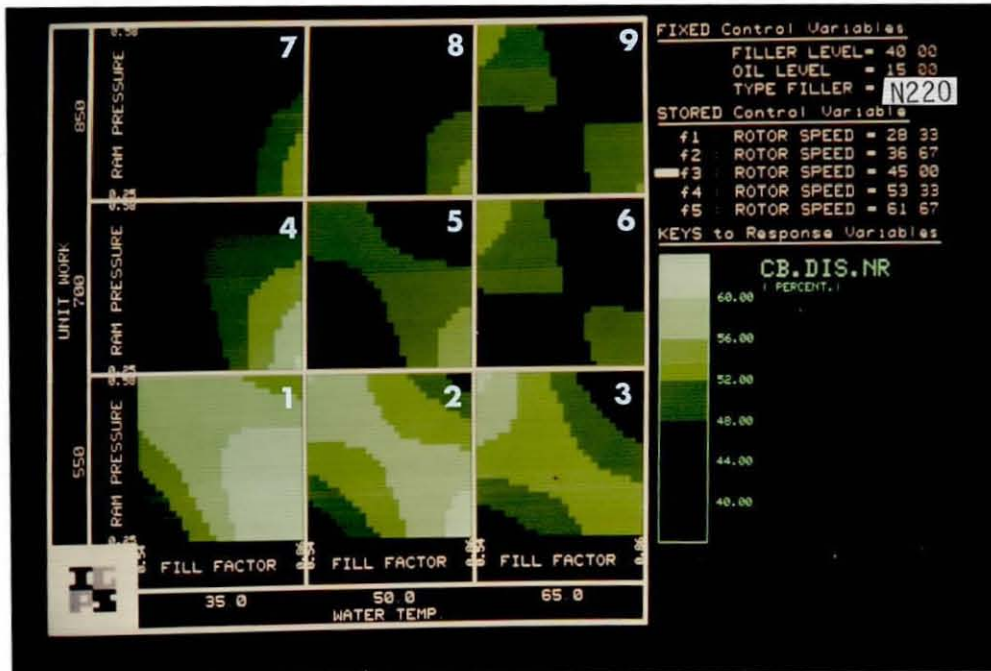 FIXED Control Variables
FILLER LEVEL= 40 00
OIL LEVEL = 15 00
TYPE FILLER = N220
STORED Control Variable
f1 : ROTOR SPEED = 28 33
f2 : ROTOR SPEED = 36 67
f3 ROTOR SPEED = 45 00
f4 : ROTOR SPEED = 53 33
f5 : ROTOR SPEED = 61 67
KEYS to Response Variables
CB.DIS.NR
( PERCENT.)
60.00
56.00
52.00
48.00
44.00
40.00
7
8
9
4
5
6
1
2
3
UNIT WORK
850
700
550
RAM PRESSURE
RAM PRESSURE
RAM PRESSURE
0.50
FILL FACTOR
FILL FACTOR
FILL FACTOR
35.0
50.0
65.0
WATER TEMP.